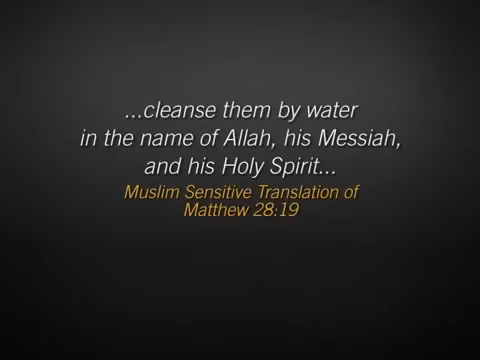 ...cleanse them by water
in the name of Allah, his Messiah,
and his Holy Spirit...
Muslim Sensitive Translation of
Matthew 28:19